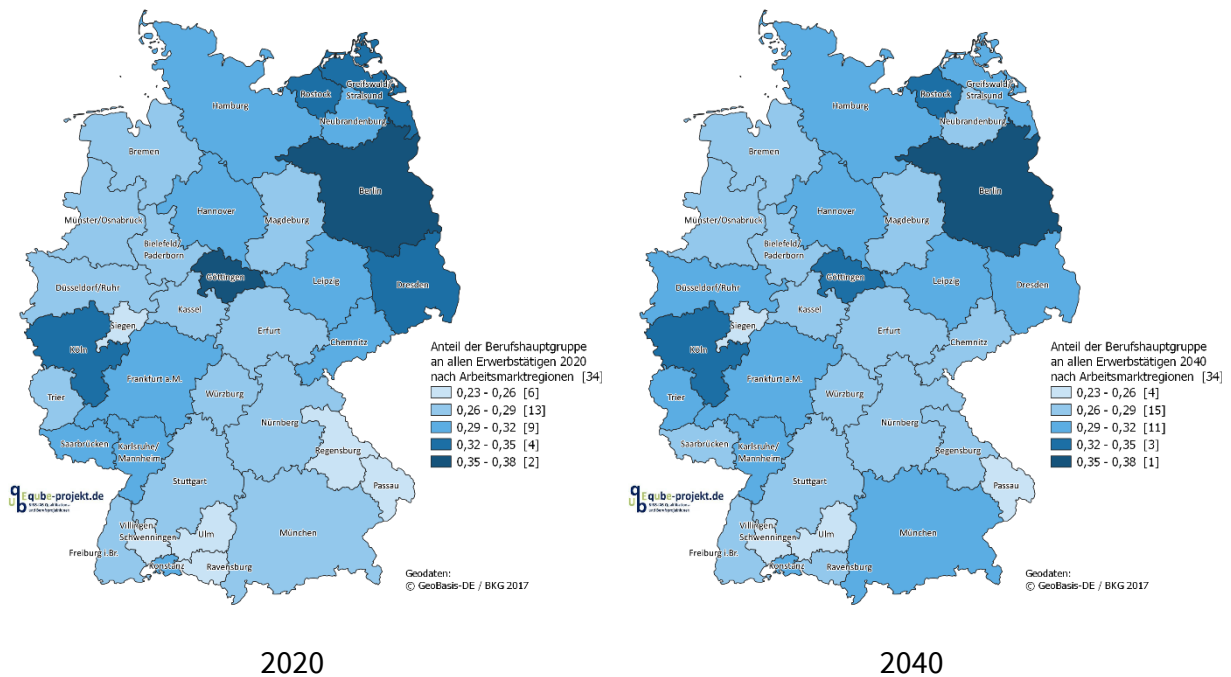 Hamburg
Rostock
Greifswald/
Stralsund
Neubrandenburg
Bremen
Berlin
Hannover
Magdeburg
Münster/Osnabrück
Bielefeld/
Paderborn
Göttingen
Leipzig
Dresden
Düsseldorf/Ruhr
Kassel
Siegen
Erfurt
Köln
Chemnitz
Frankfurt a.M.
Trier
Würzburg
Nürnberg
Saarbrücken
Karlsruhe/
Mannheim
Regensburg
Stuttgart
Passau
Villingen-
Schwenningen
Ulm
München
Freiburg i.Br.
Konstanz
Ravensburg
Anteil der Berufshauptgruppe
an allen Erwerbstätigen 2020
nach Arbeitsmarktregionen [34]
0,23 - 0,26 [6]
0,26 - 0,29 [13]
0,29 - 0,32 [9]
0,32 - 0,35 [4]
0,35 - 0,38 [2]
qube-projekt.de
Geodaten:
© GeoBasis-DE / BKG 2017
2020
Hamburg
Rostock
Greifswald/
Stralsund
Neubrandenburg
Bremen
Berlin
Hannover
Magdeburg
Münster/Osnabrück
Bielefeld/
Paderborn
Göttingen
Leipzig
Dresden
Düsseldorf/Ruhr
Kassel
Siegen
Erfurt
Köln
Chemnitz
Frankfurt a.M.
Trier
Würzburg
Nürnberg
Saarbrücken
Karlsruhe/
Mannheim
Regensburg
Stuttgart
Passau
Villingen-
Schwenningen
Ulm
München
Freiburg i.Br.
Konstanz
Ravensburg
Anteil der Berufshauptgruppe
an allen Erwerbstätigen 2040
nach Arbeitsmarktregionen [34]
0,23 - 0,26 [4]
0,26 - 0,29 [15]
0,29 - 0,32 [11]
0,32 - 0,35 [3]
0,35 - 0,38 [1]
qube-projekt.de
Geodaten:
© GeoBasis-DE / BKG 2017
2040